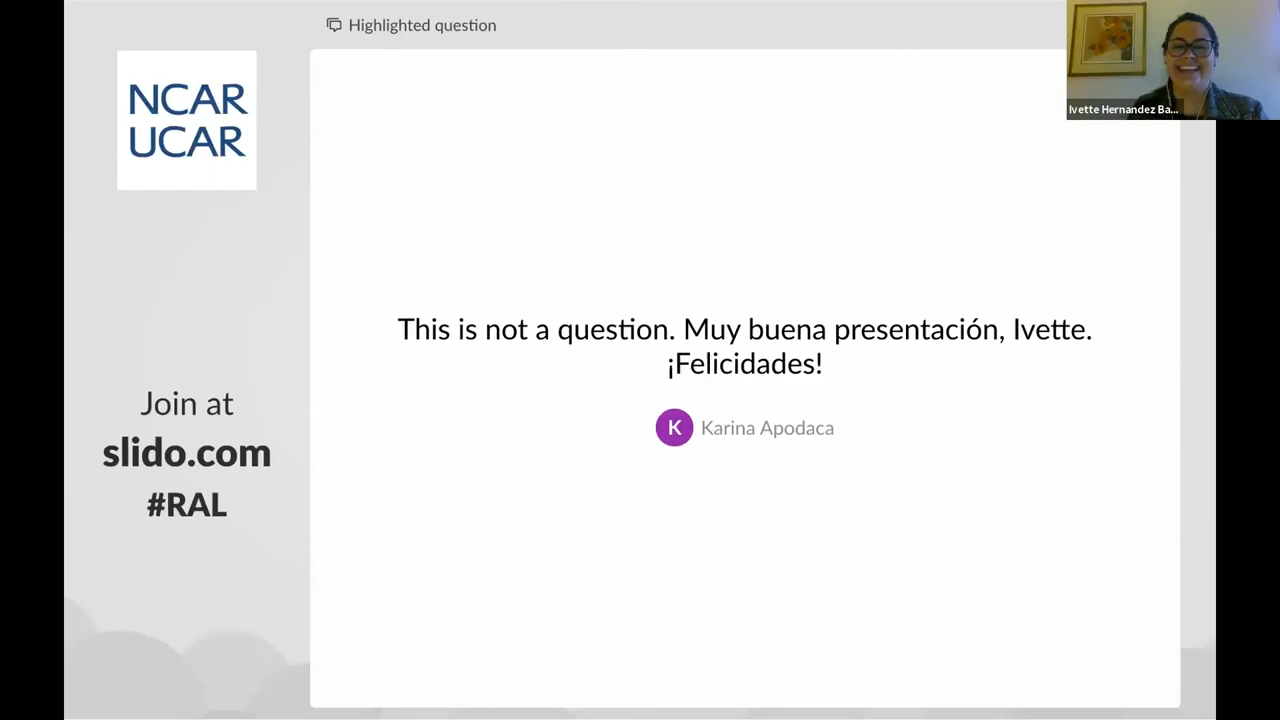 Highlighted question
NCAR
UCAR
Ivette Hernandez Ba...
This is not a question. Muy buena presentación, Ivette.
¡Felicidades!
K Karina Apodaca
Join at
slido.com
#RAL